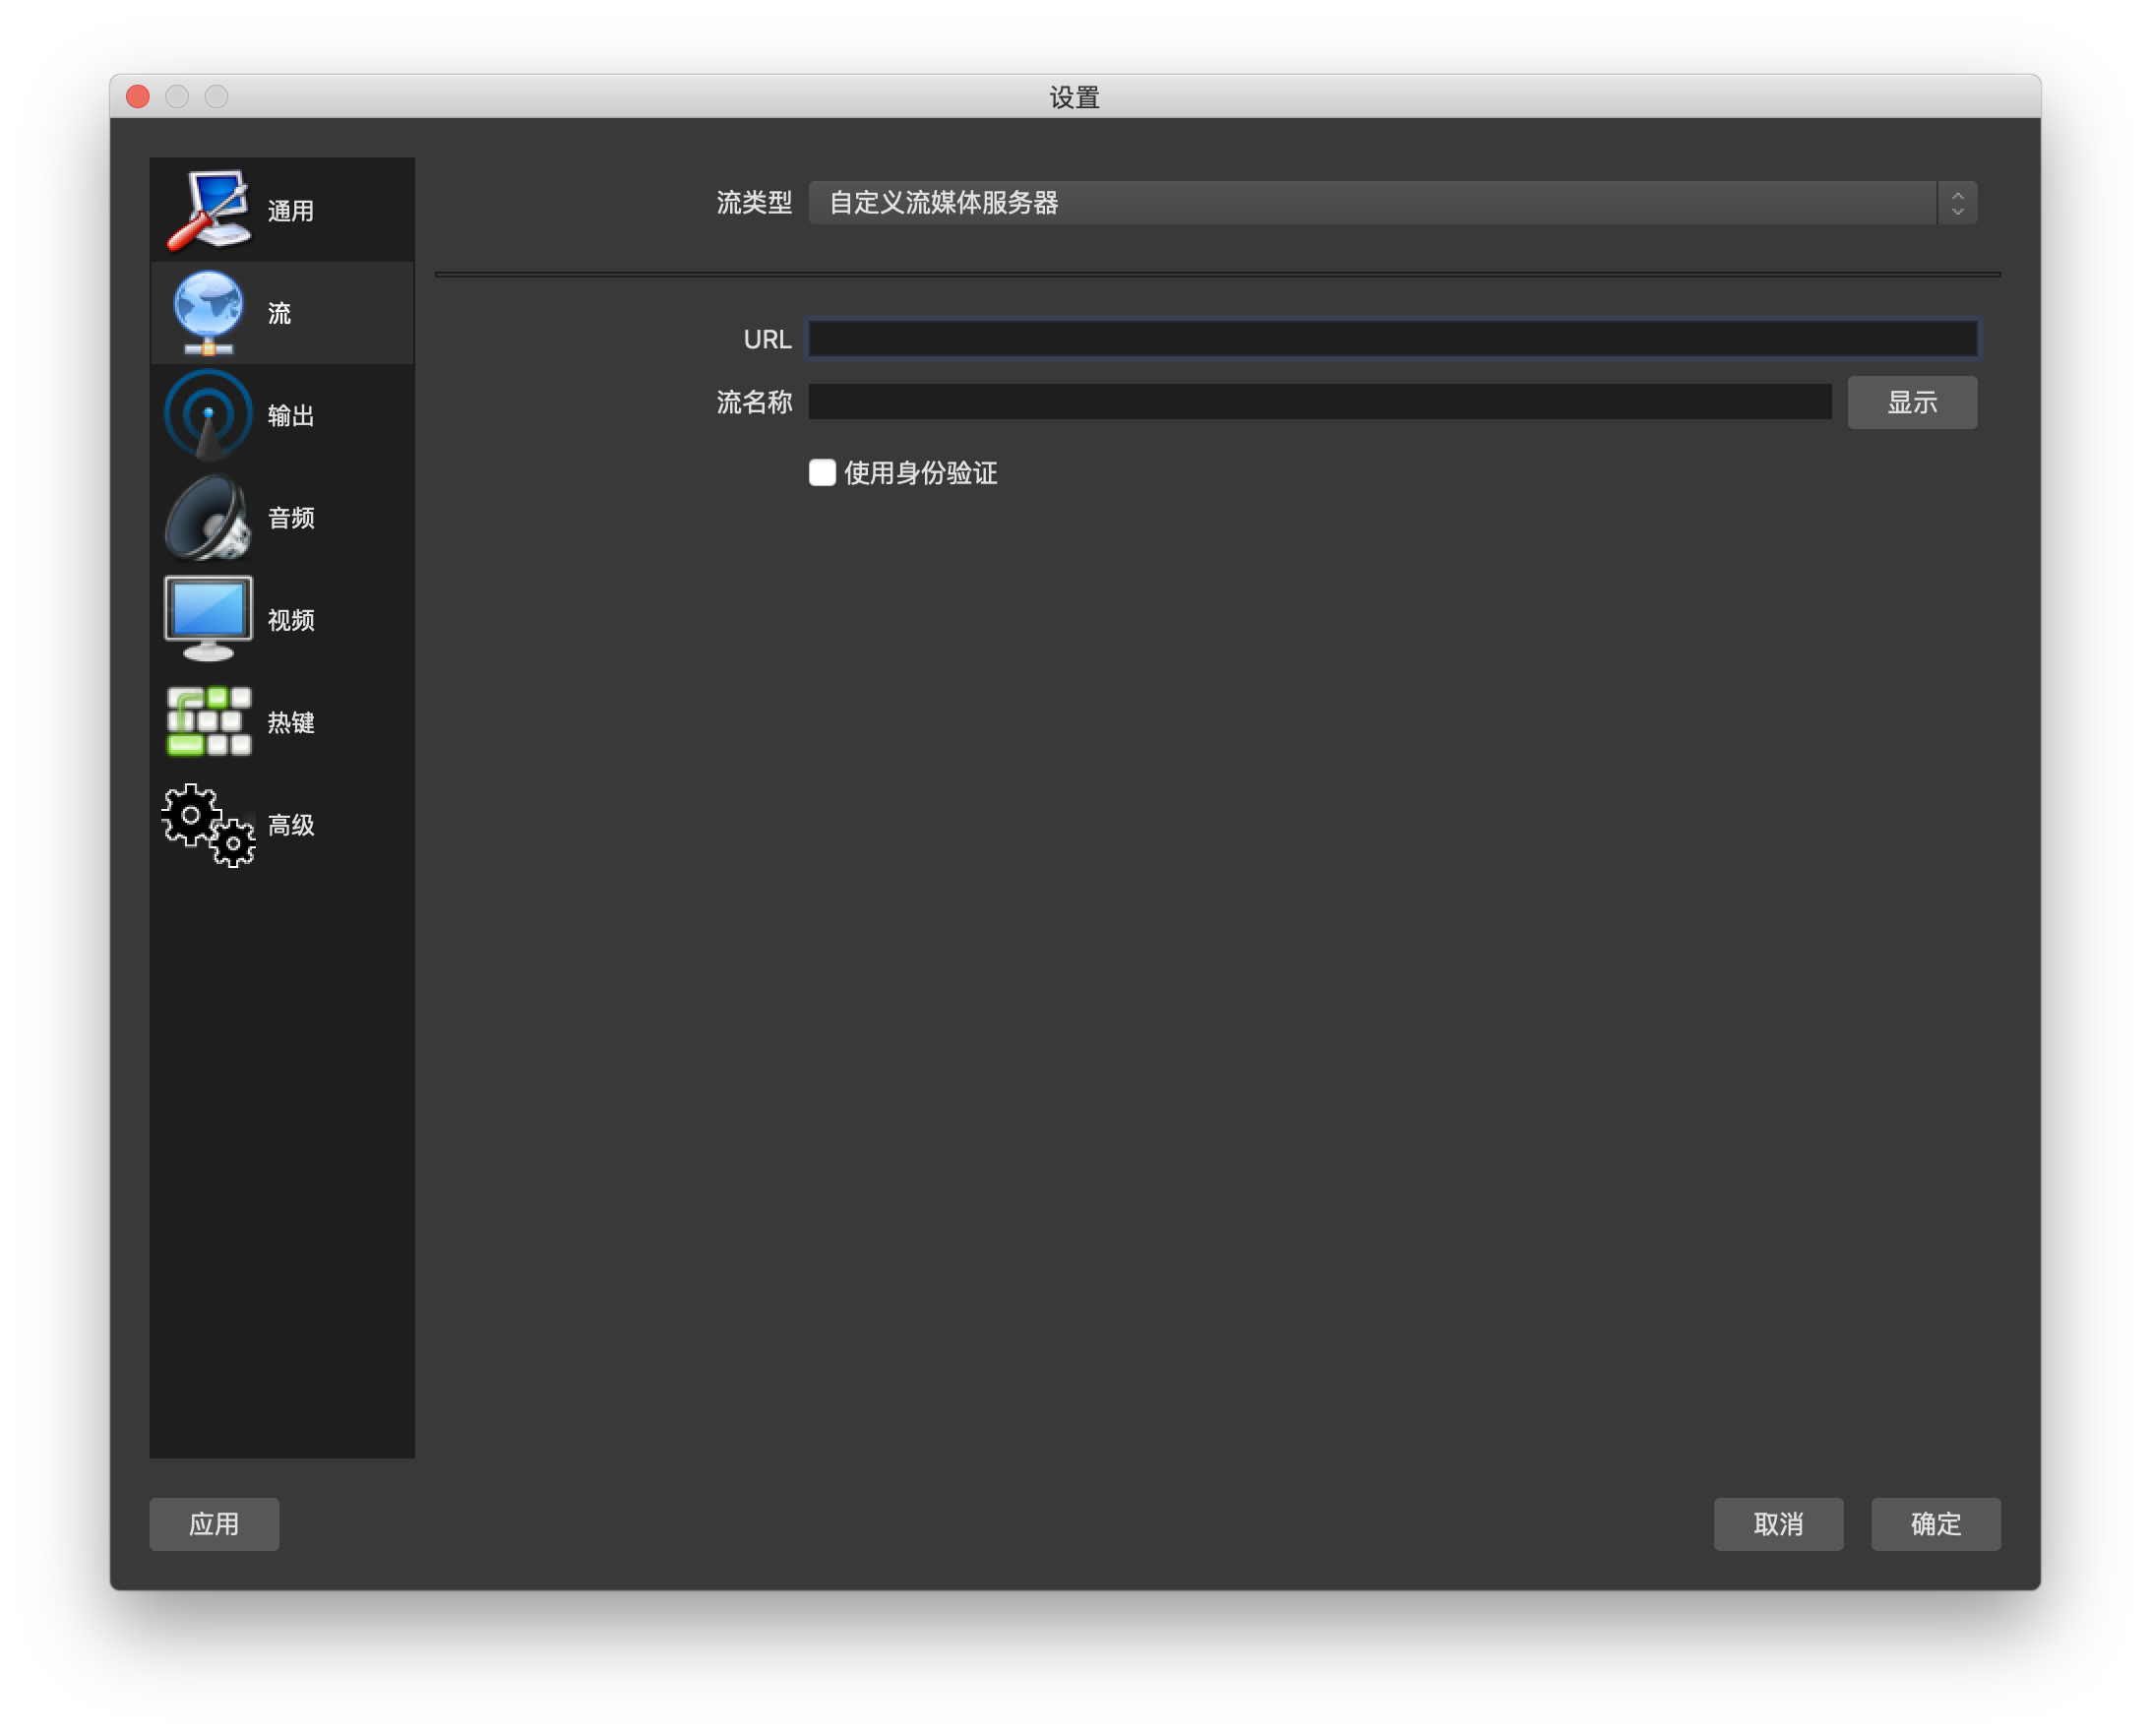 设置
通用
流
输出
音频
视频
热键
高级
流类型 自定义流媒体服务器
URL
流名称 显示
使用身份验证
应用 取消 确定